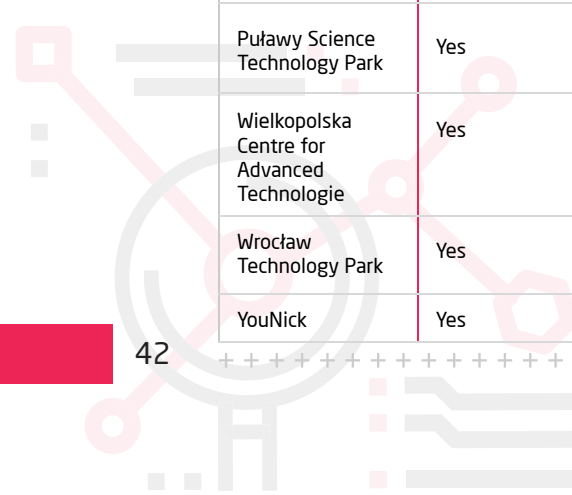 Puławy Science
Technology Park
Yes
Wielkopolska
Centre for
Advanced
Technologie
Yes
Wrocław
Technology Park
Yes
YouNick
Yes
42
+ + + + + + + + + + + + + +